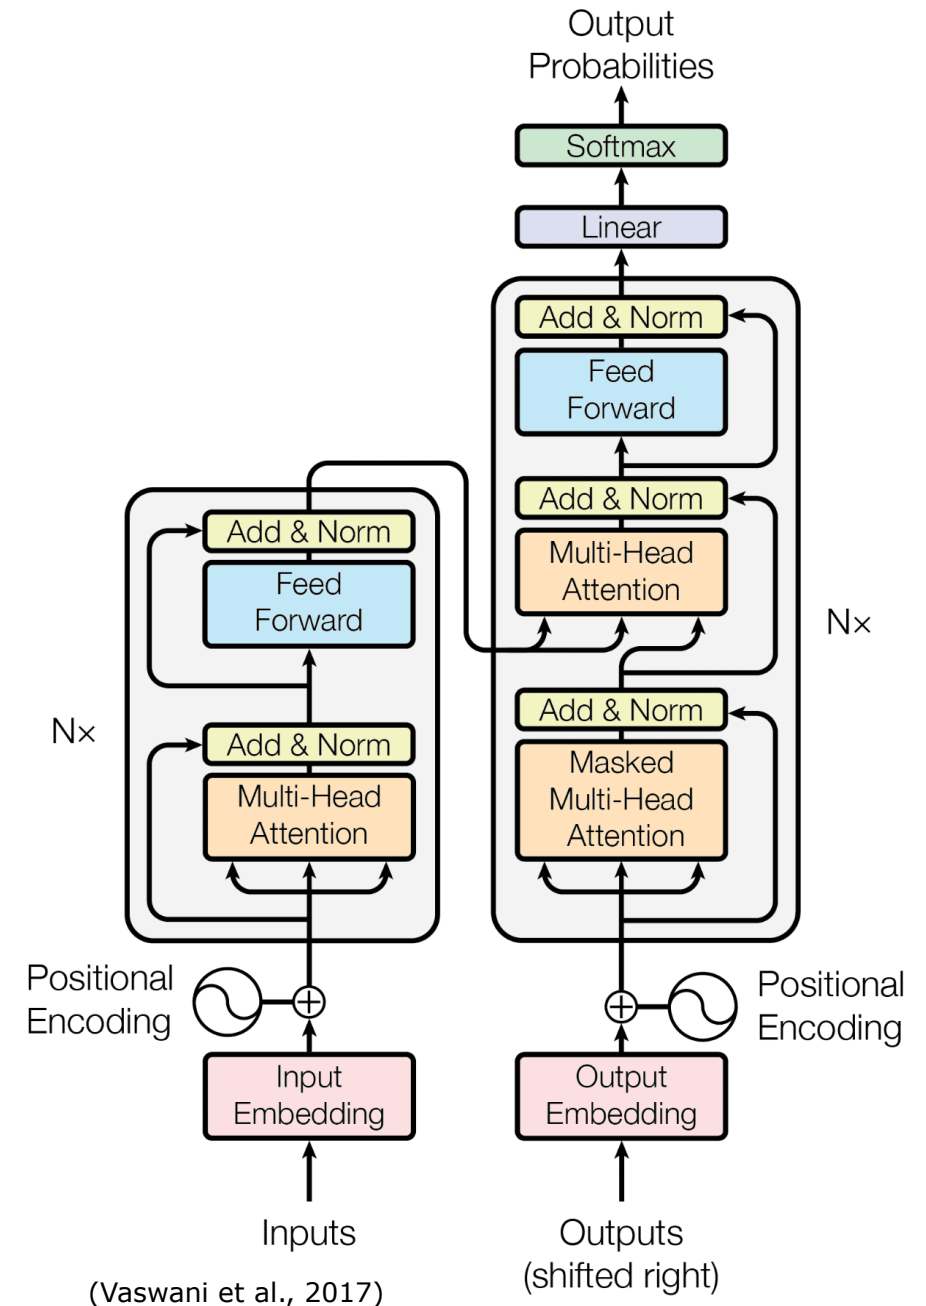 Output
Probabilities
Softmax
Linear
Add & Norm
Feed
Forward
Add & Norm
Multi-Head
Attention
N×
Add & Norm
Masked
Multi-Head
Attention
Add & Norm
Feed
Forward
N×
Add & Norm
Multi-Head
Attention
Positional
Encoding
Positional
Encoding
Input
Embedding
Output
Embedding
Inputs
Outputs
(shifted right)
(Vaswani et al., 2017)